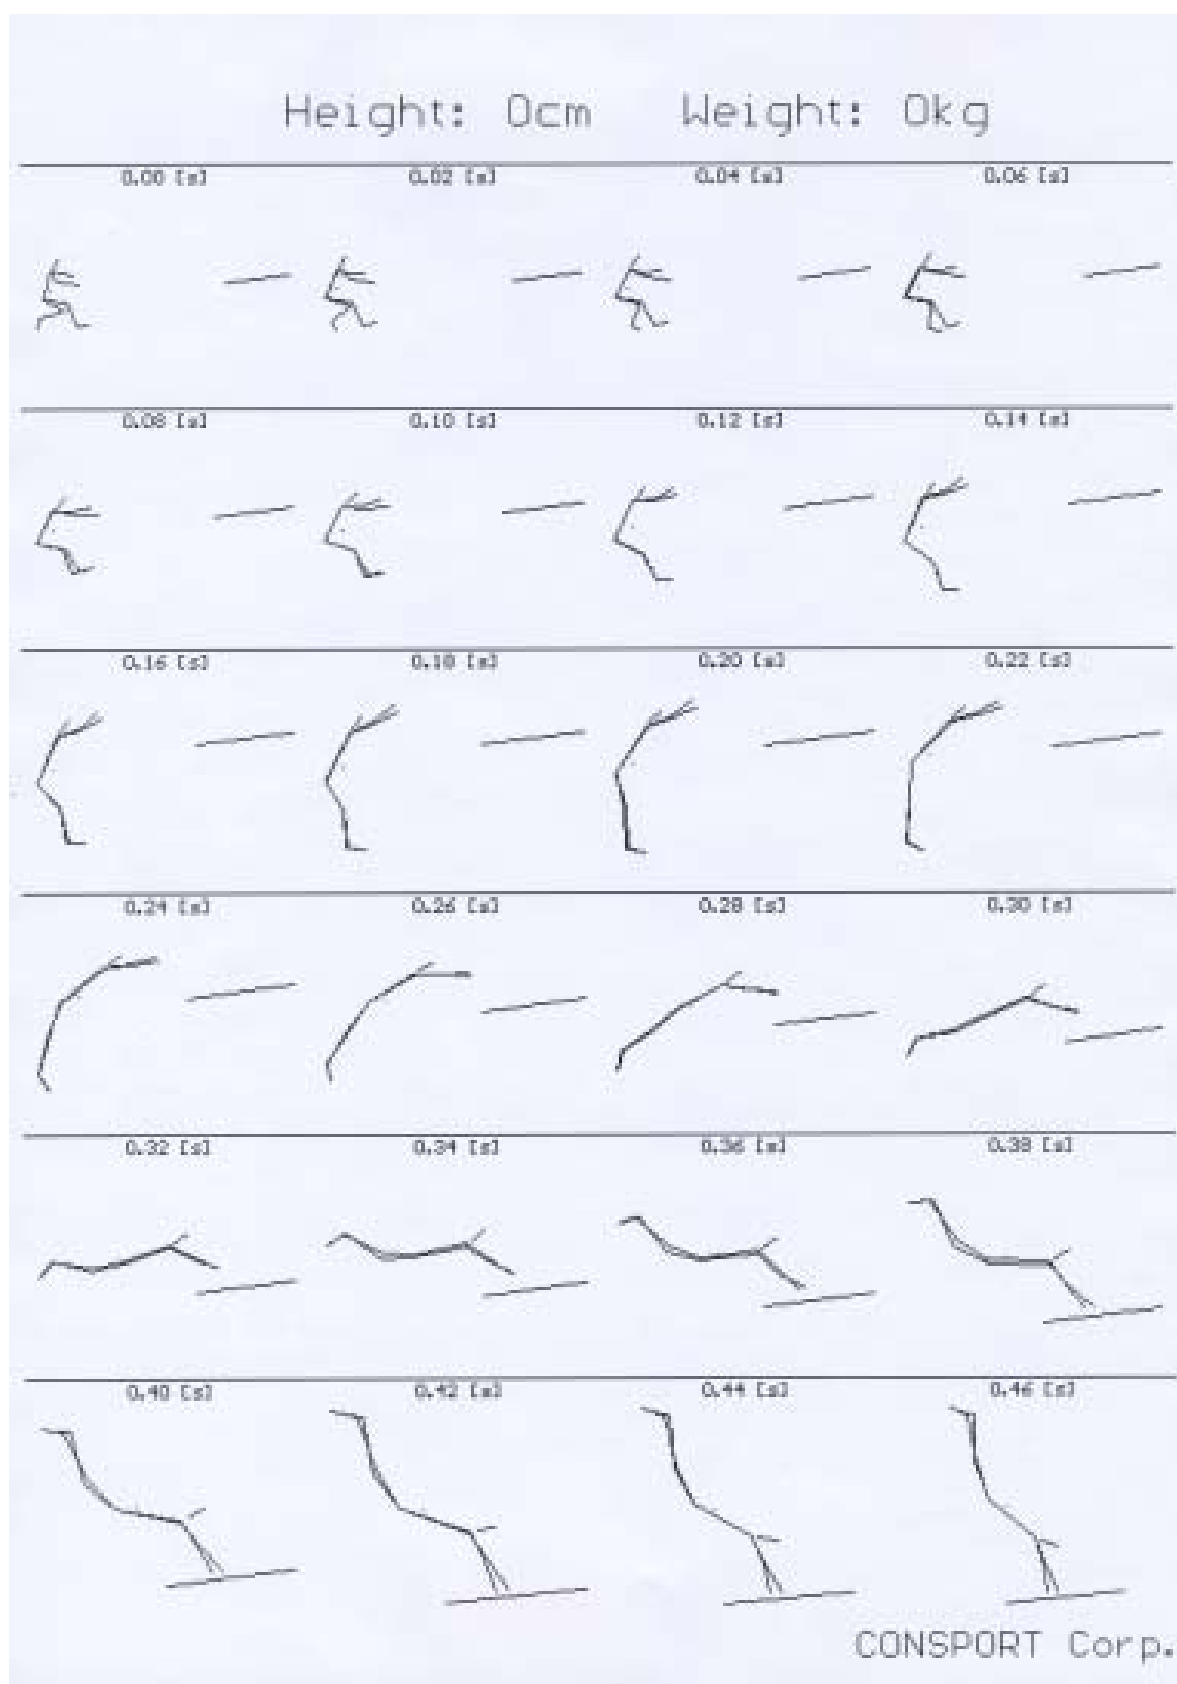 Height: 0cm Weight: 0kg
0.00 [s] 0.02 [s] 0.04 [s] 0.06 [s]
0.08 [s] 0.10 [s] 0.12 [s] 0.14 [s]
0.16 [s] 0.18 [s] 0.20 [s] 0.22 [s]
0.24 [s] 0.26 [s] 0.28 [s] 0.30 [s]
0.32 [s] 0.34 [s] 0.36 [s] 0.38 [s]
0.40 [s] 0.42 [s] 0.44 [s] 0.46 [s]
CONSPORT Corp.